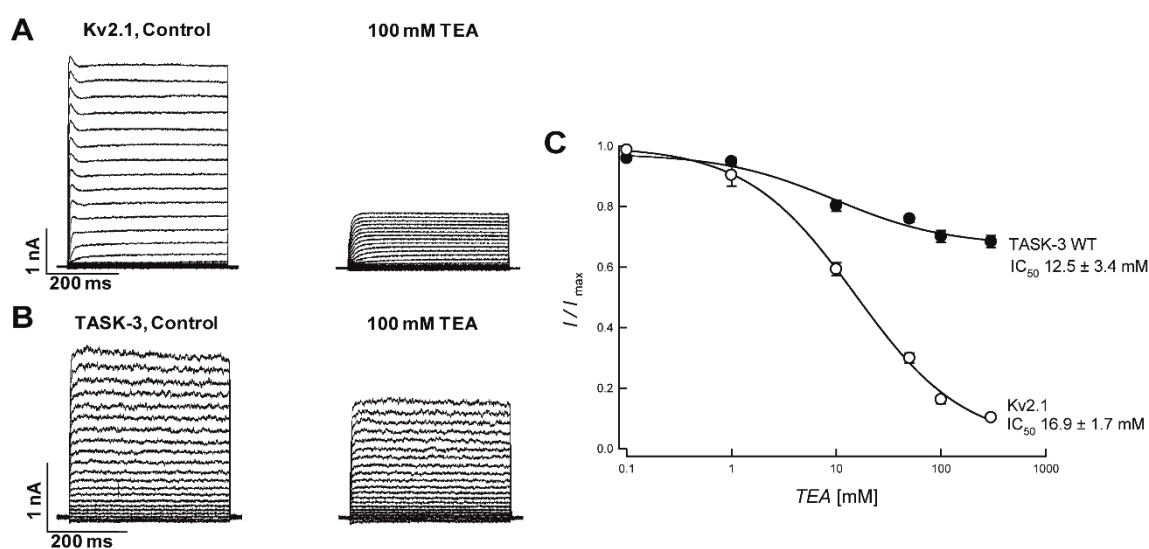 A
Kv2.1, Control
100 mM TEA
1 nA
200 ms
B
TASK-3, Control
100 mM TEA
1 nA
200 ms
C
1.0
0.8
0.6
0.4
0.2
0.0
I / I max
0.1
1
10
100
1000
TEA [mM]
TASK-3 WT
IC50 12.5 ± 3.4 mM
Kv2.1
IC50 16.9 ± 1.7 mM